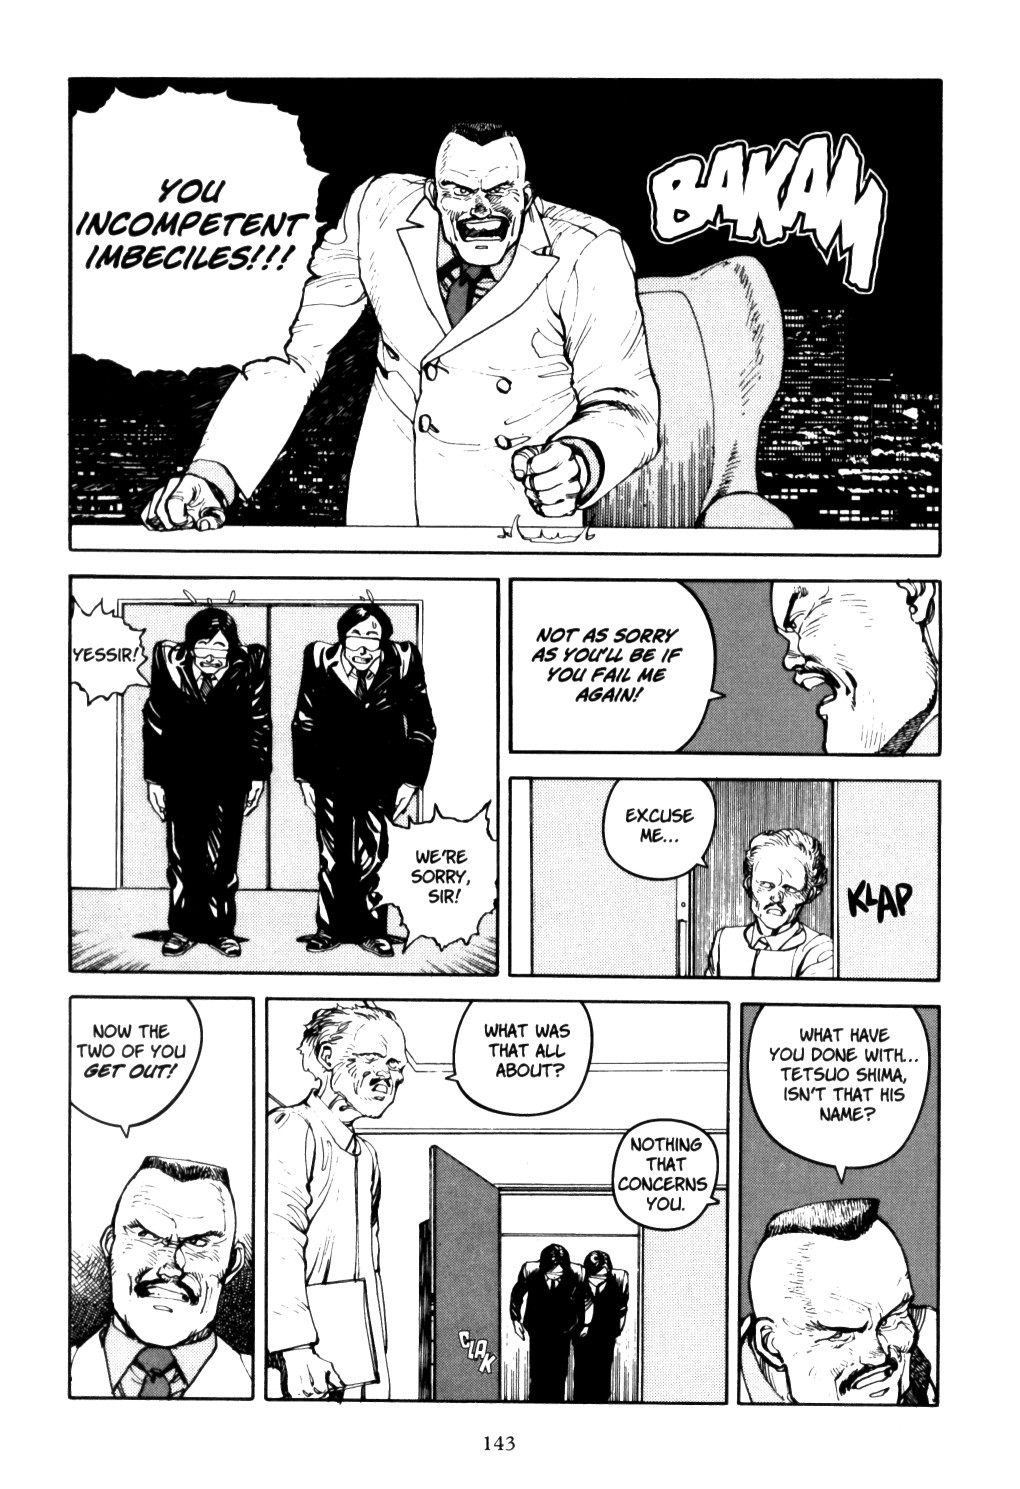 YOU
INCOMPETENT
IMBECILES!!!
BAKAM
YESSIR!
WE'RE
SORRY,
SIR!
NOT AS SORRY
AS YOU'LL BE IF
YOU FAIL ME
AGAIN!
EXCUSE
ME...
KLAP
NOW THE
TWO OF YOU
GET OUT!
WHAT WAS
THAT ALL
ABOUT?
NOTHING
THAT
CONCERNS
YOU.
CLAK
WHAT HAVE
YOU DONE WITH...
TETSUO SHIMA,
ISN'T THAT HIS
NAME?
143